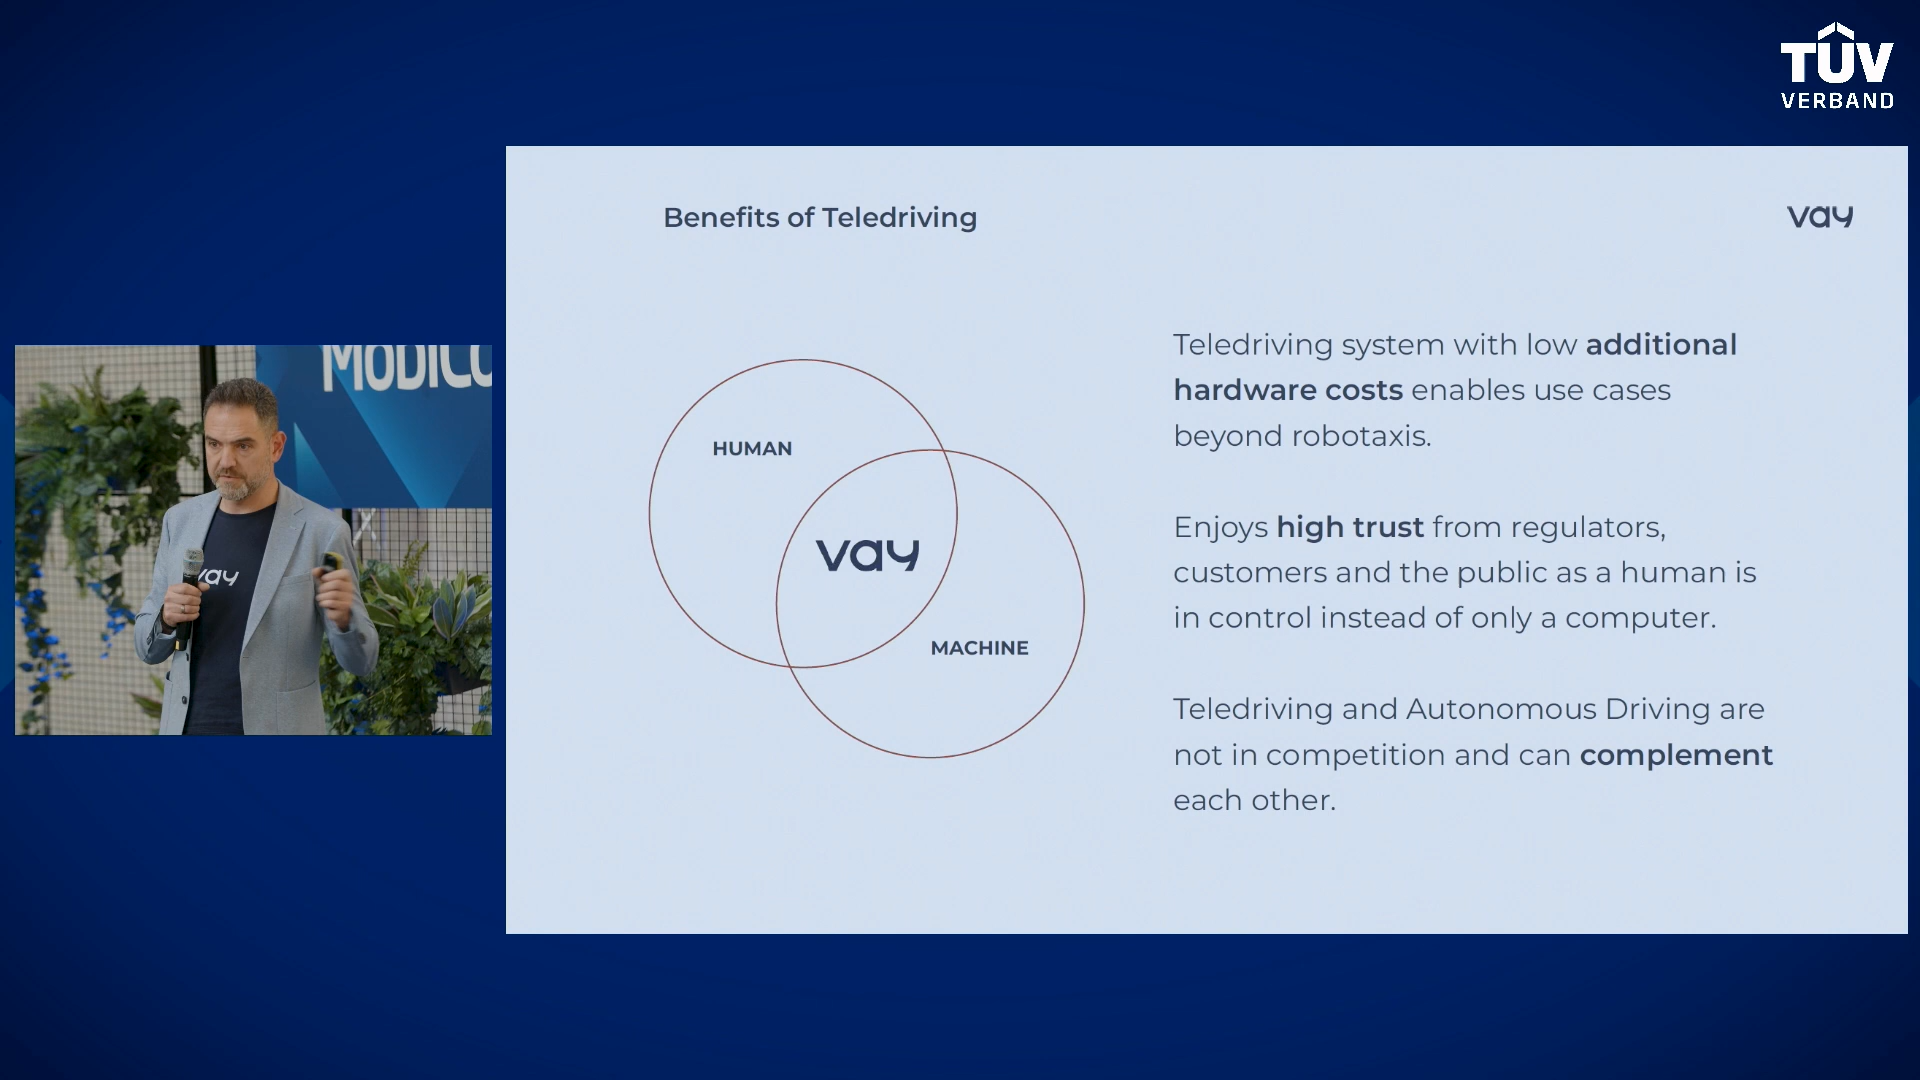 TÜV
VERBAND
Benefits of Teledriving
vay
HUMAN
vay
MACHINE
Teledriving system with low additional
hardware costs enables use cases
beyond robotaxis.
Enjoys high trust from regulators,
customers and the public as a human is
in control instead of only a computer.
Teledriving and Autonomous Driving are
not in competition and can complement
each other.
vay